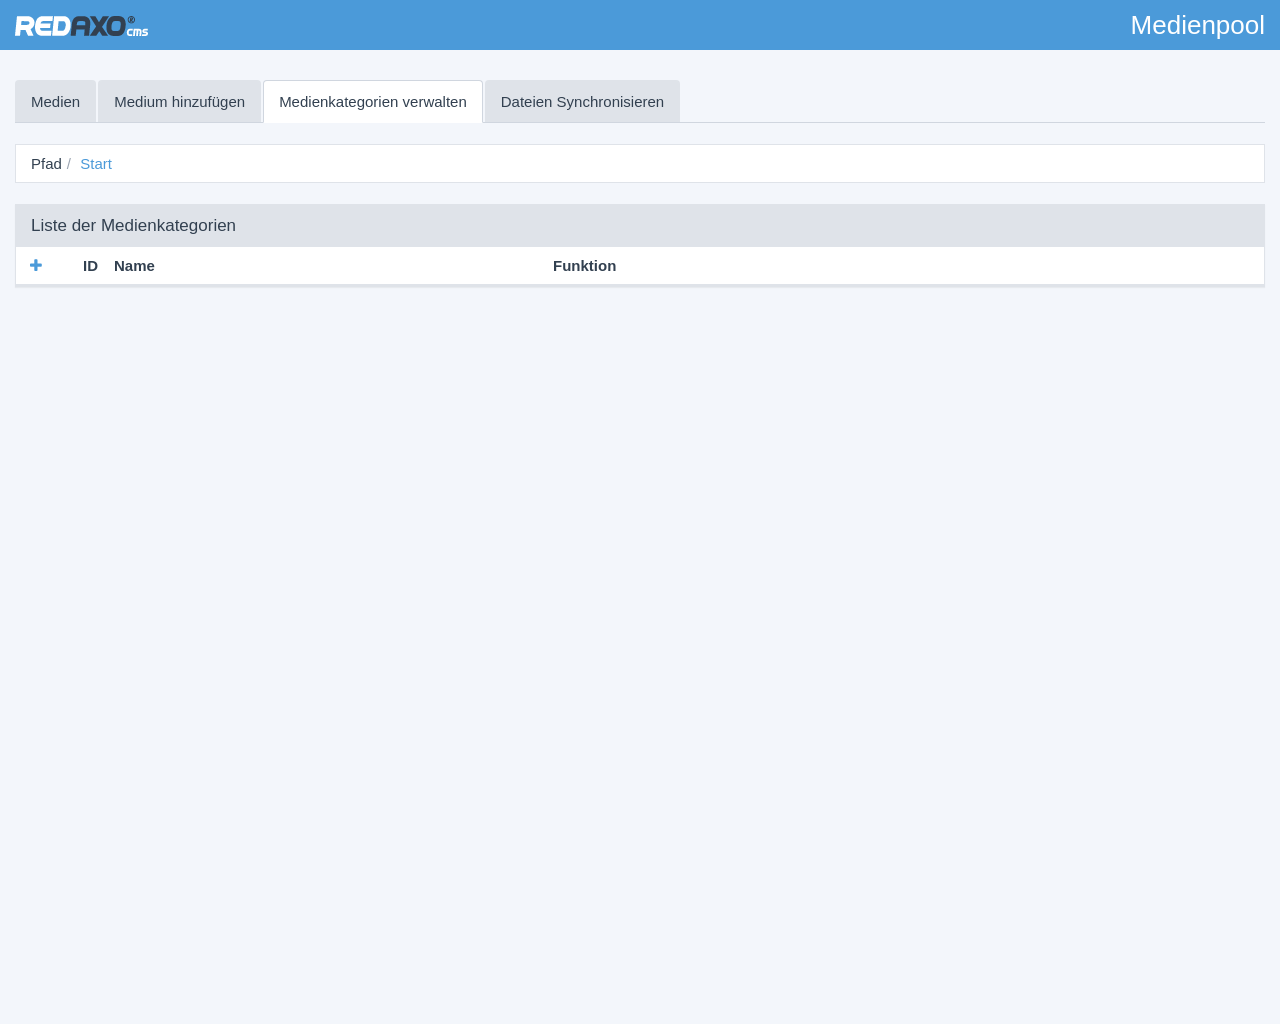 REDAXO® cms
Medienpool
Medien
Medium hinzufügen
Medienkategorien verwalten
Dateien Synchronisieren
Pfad / Start
Liste der Medienkategorien
ID Name Funktion